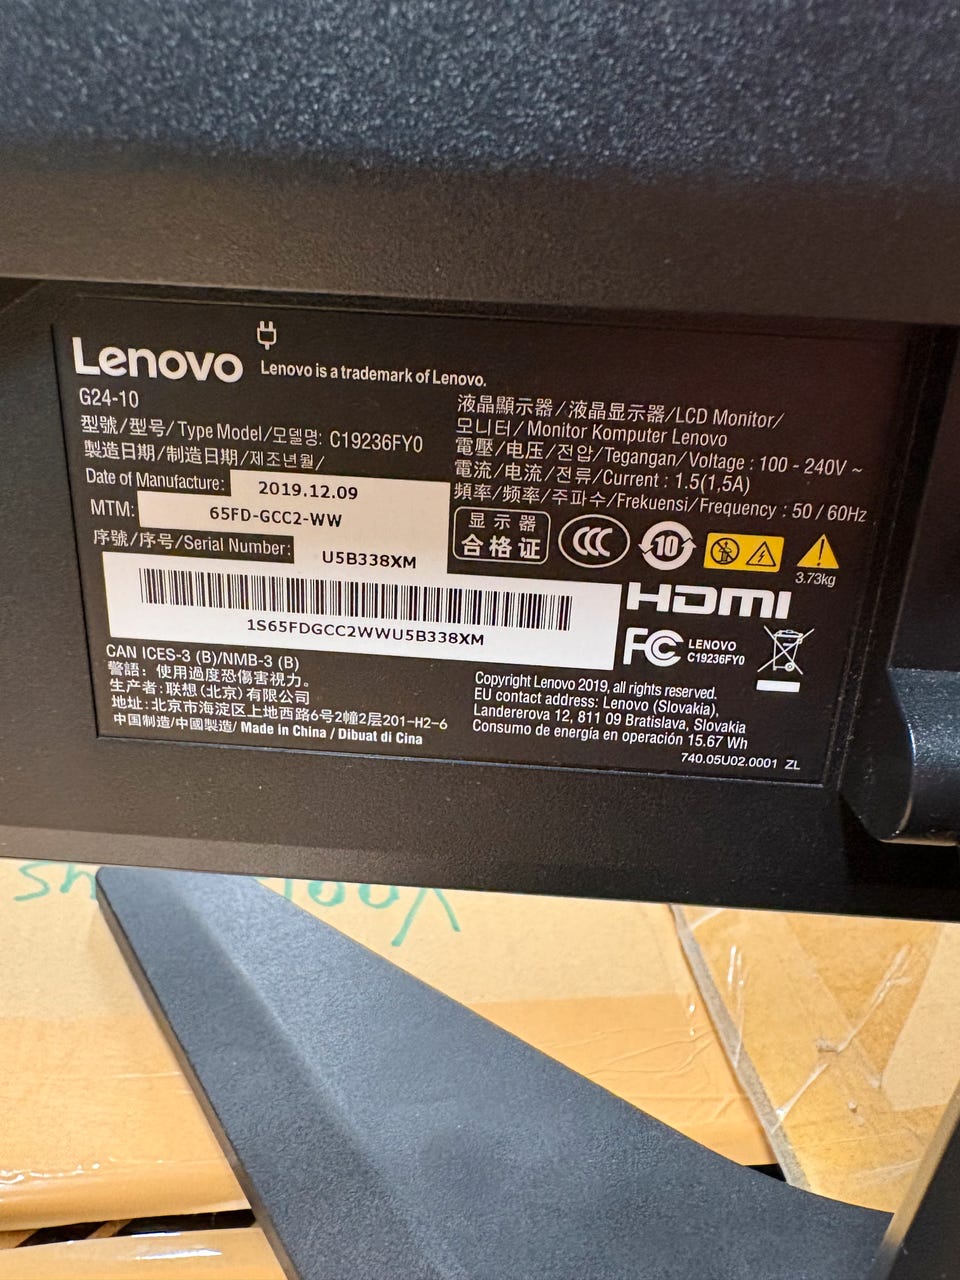 Lenovo
Lenovo is a trademark of Lenovo.
G24-10
型號/型号/Type Model/모델명: C19236FY0
製造日期/制造日期/제조년월/
Date of Manufacture: 2019.12.09
MTM: 65FD-GCC2-WW
序號/序号/Serial Number: U5B338XM
1S65FDGCC2WWU5B338XM
液晶顯示器/液晶显示器/LCD Monitor/
모니터/Monitor Komputer Lenovo
電壓/电压/전압/Tegangan/Voltage : 100 - 240V ~
電流/电流/전류/Current : 1.5(1,5A)
頻率/频率/주파수/Frekuensi/Frequency : 50 / 60Hz
显示器
合格证
CCC
10
3.73kg
HDMI
FC LENOVO
C19236FY0
CAN ICES-3 (B)/NMB-3 (B)
警語: 使用過度恐傷害視力。
生产者: 联想(北京)有限公司
地址: 北京市海淀区上地西路6号2幢2层201-H2-6
中国制造/中國製造/ Made in China / Dibuat di Cina
Copyright Lenovo 2019, all rights reserved.
EU contact address: Lenovo (Slovakia),
Landererova 12, 811 09 Bratislava, Slovakia
Consumo de energía en operación 15.67 Wh
740.05U02.0001 ZL